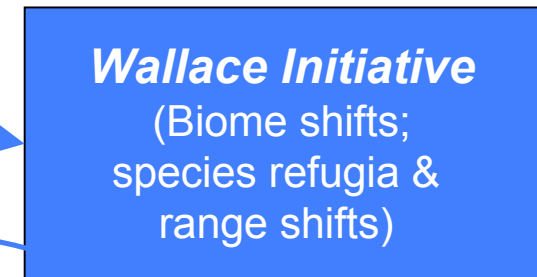 Wallace Initiative
(Biome shifts;
species refugia &
range shifts)